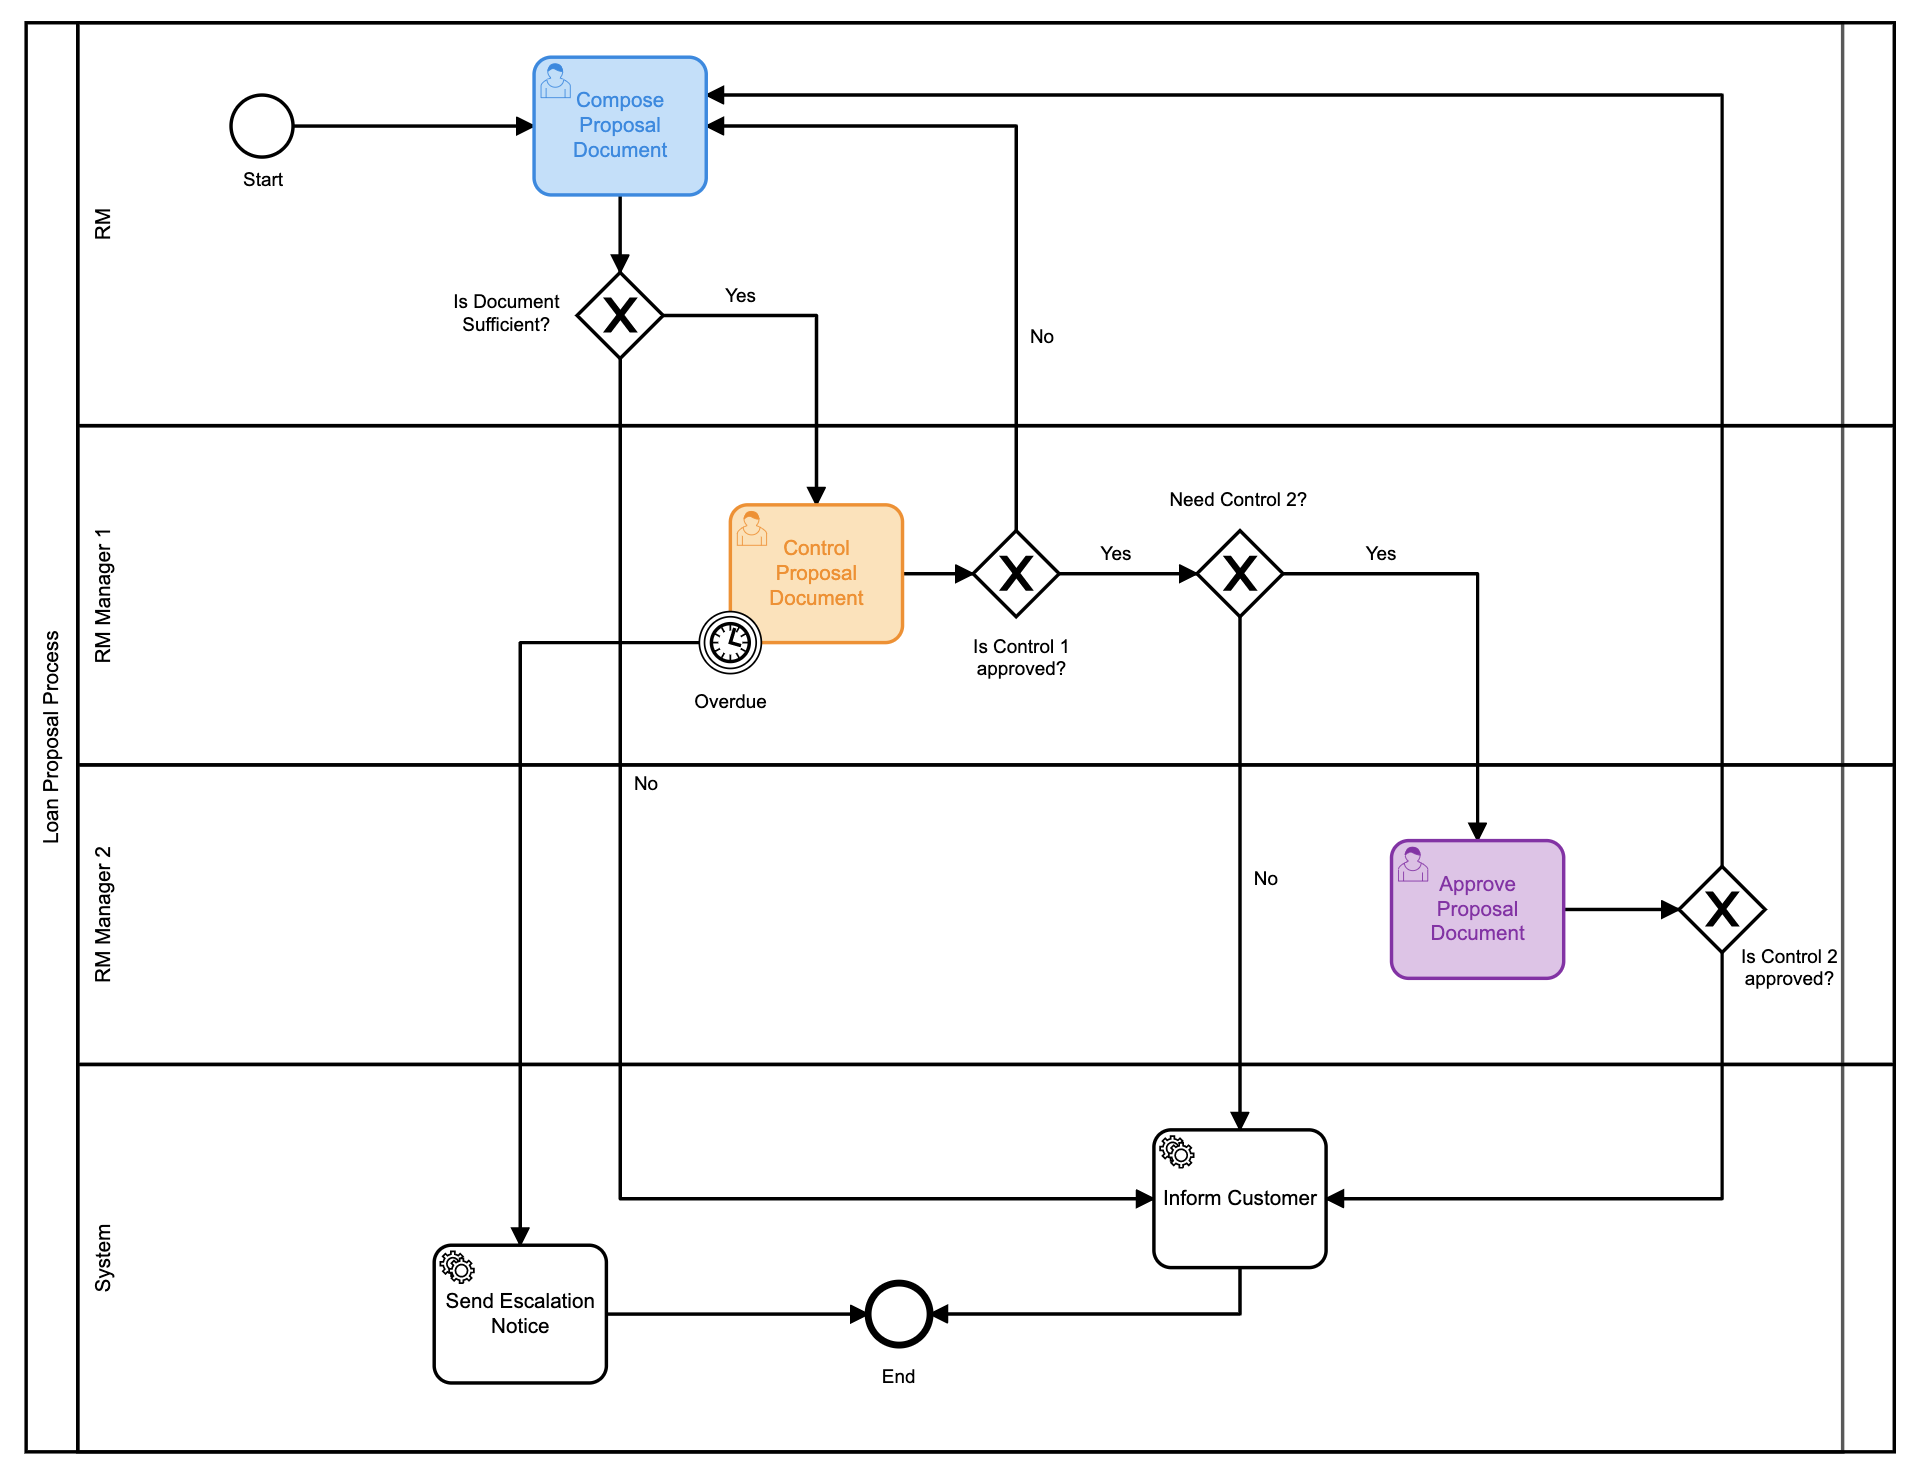 Loan Proposal Process
RM
Start
Compose
Proposal
Document
Is Document
Sufficient?
X
Yes
No
RM Manager 1
Control
Proposal
Document
Overdue
X
Is Control 1
approved?
Yes
Need Control 2?
X
Yes
No
RM Manager 2
No
Approve
Proposal
Document
X
Is Control 2
approved?
System
Inform Customer
Send Escalation
Notice
End